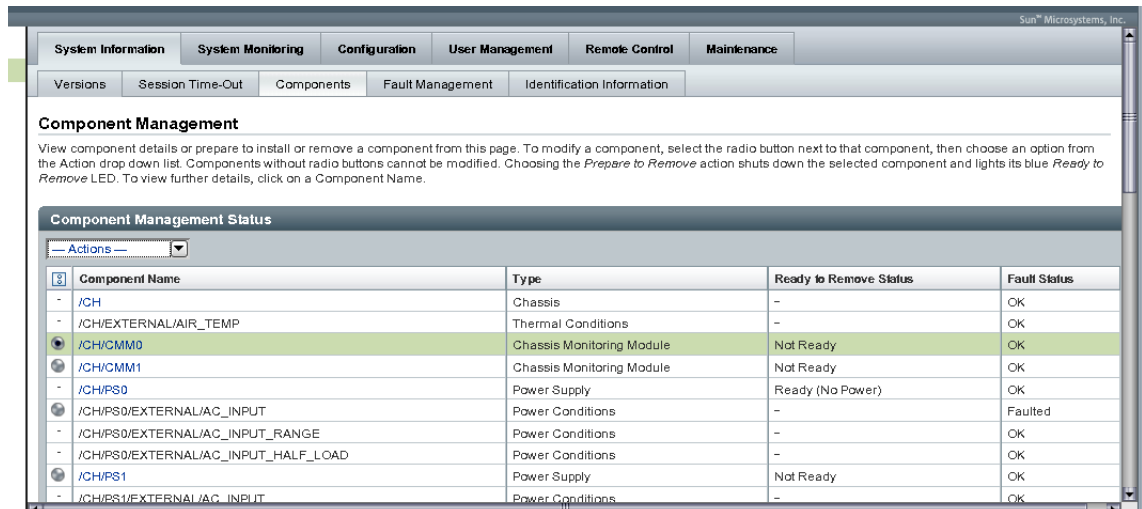 Sun™ Microsystems, Inc.
System Information System Monitoring Configuration User Management Remote Control Maintenance
Versions Session Time-Out Components Fault Management Identification Information
Component Management
View component details or prepare to install or remove a component from this page. To modify a component, select the radio button next to that component, then choose an option from
the Action drop down list. Components without radio buttons cannot be modified. Choosing the Prepare to Remove action shuts down the selected component and lights its blue Ready to
Remove LED. To view further details, click on a Component Name.
Component Management Status
— Actions —
Component Name Type Ready to Remove Status Fault Status
- /CH Chassis – OK
- /CH/EXTERNAL/AIR_TEMP Thermal Conditions – OK
/CH/CMM0 Chassis Monitoring Module Not Ready OK
/CH/CMM1 Chassis Monitoring Module Not Ready OK
- /CH/PS0 Power Supply Ready (No Power) OK
/CH/PS0/EXTERNAL/AC_INPUT Power Conditions – Faulted
- /CH/PS0/EXTERNAL/AC_INPUT_RANGE Power Conditions – OK
- /CH/PS0/EXTERNAL/AC_INPUT_HALF_LOAD Power Conditions – OK
/CH/PS1 Power Supply Not Ready OK
- /CH/PS1/EXTERNAL/AC_INPUT Power Conditions – OK